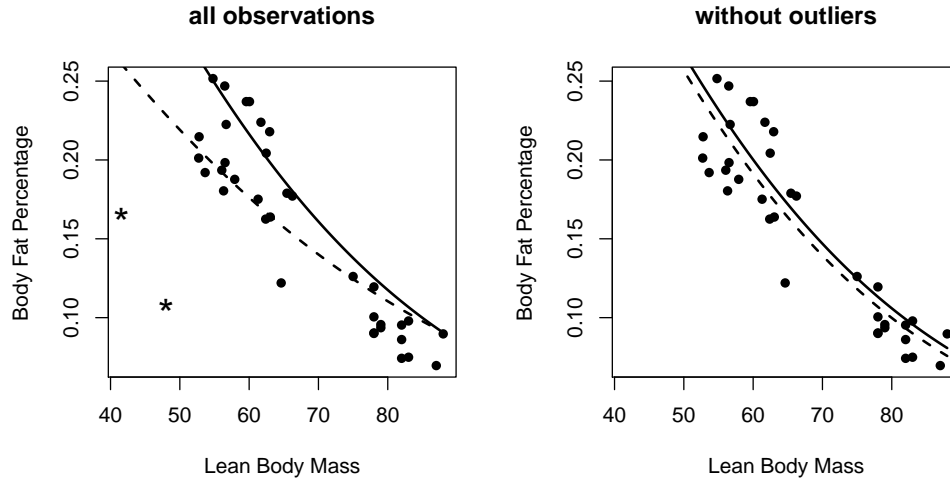 all observations
Body Fat Percentage
0.25
0.20
0.15
0.10
* 
*
40 50 60 70 80
Lean Body Mass
without outliers
Body Fat Percentage
0.25
0.20
0.15
0.10
40 50 60 70 80
Lean Body Mass